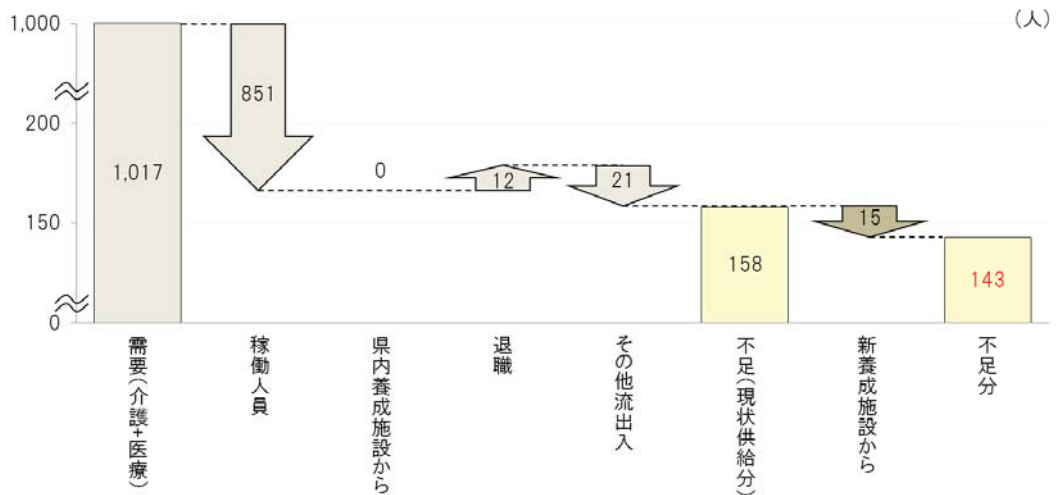 (人)
1,000
200
150
0
1,017
851
0
12
21
158
15
143
需要(介護+医療)
稼働人員
県内養成施設から
退職
その他流出入
不足(現状供給分)
新養成施設から
不足分